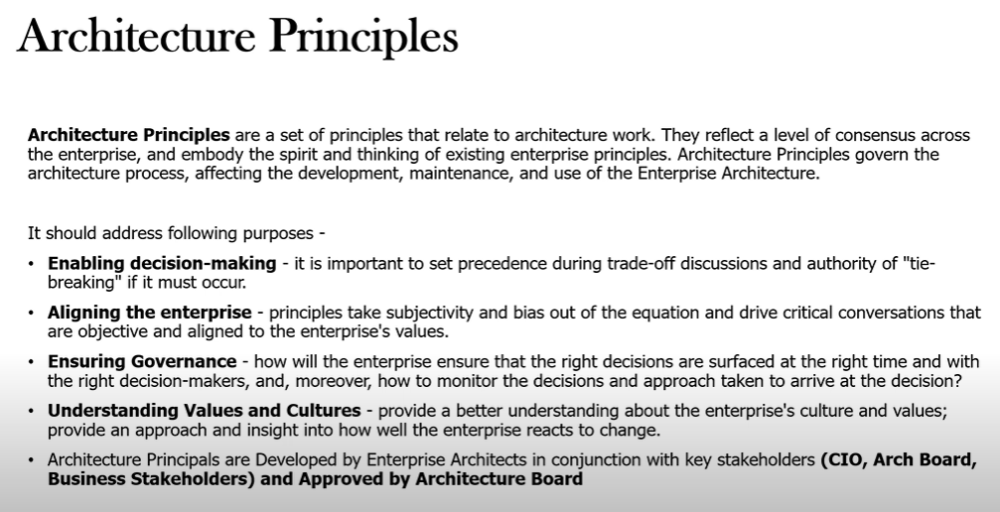 Architecture Principles
Architecture Principles are a set of principles that relate to architecture work. They reflect a level of consensus across
the enterprise, and embody the spirit and thinking of existing enterprise principles. Architecture Principles govern the
architecture process, affecting the development, maintenance, and use of the Enterprise Architecture.
It should address following purposes -
• Enabling decision-making - it is important to set precedence during trade-off discussions and authority of "tie-
breaking" if it must occur.
• Aligning the enterprise - principles take subjectivity and bias out of the equation and drive critical conversations that
are objective and aligned to the enterprise's values.
• Ensuring Governance - how will the enterprise ensure that the right decisions are surfaced at the right time and with
the right decision-makers, and, moreover, how to monitor the decisions and approach taken to arrive at the decision?
• Understanding Values and Cultures - provide a better understanding about the enterprise's culture and values;
provide an approach and insight into how well the enterprise reacts to change.
• Architecture Principals are Developed by Enterprise Architects in conjunction with key stakeholders (CIO, Arch Board,
Business Stakeholders) and Approved by Architecture Board